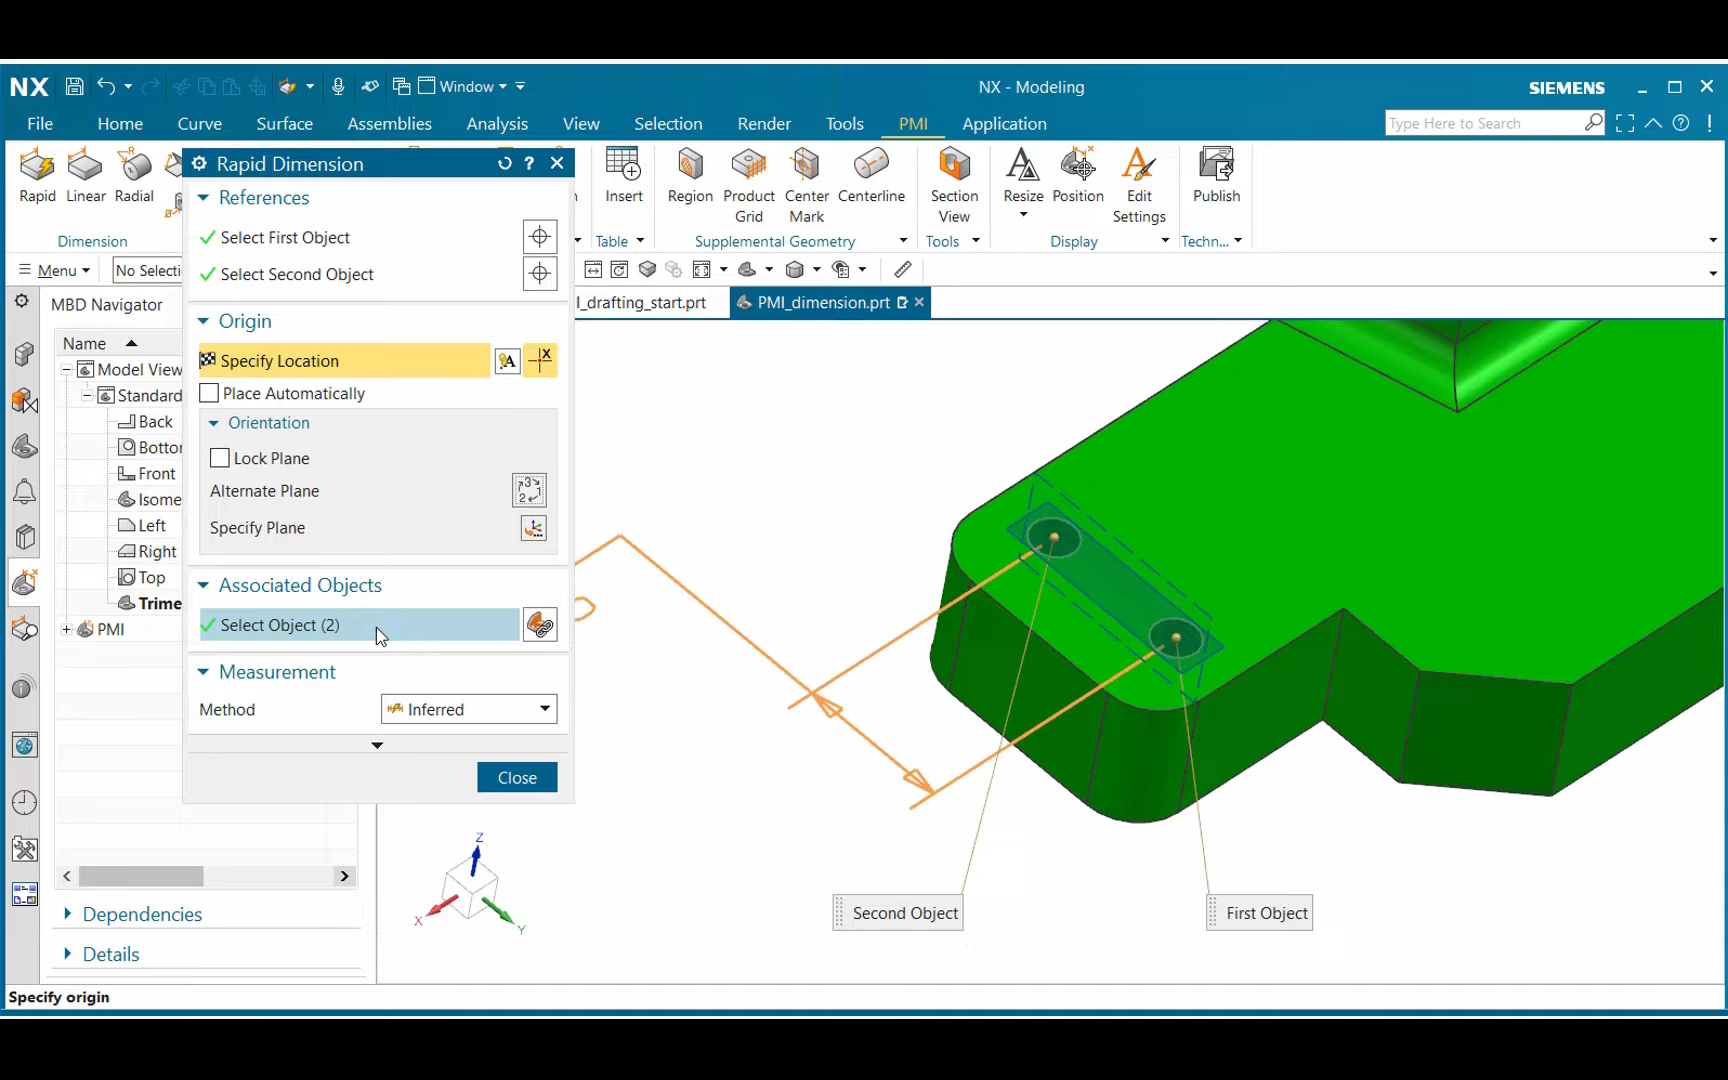 NX
Window
NX - Modeling
SIEMENS
File
Home
Curve
Surface
Assemblies
Analysis
View
Selection
Render
Tools
PMI
Application
Type Here to Search
Rapid
Linear
Radial
Dimension
Rapid Dimension
Insert
Table
Region
Product
Grid
Center
Mark
Centerline
Supplemental Geometry
Section
View
Tools
Resize
Position
Edit
Settings
Display
Publish
Techn...
Menu
No Selecti
I_drafting_start.prt
PMI_dimension.prt
MBD Navigator
Name
Model View
Standard
Back
Bottor
Front
Isome
Left
Right
Top
Trime
PMI
Dependencies
Details
References
Select First Object
Select Second Object
Origin
Specify Location
Place Automatically
Orientation
Lock Plane
Alternate Plane
Specify Plane
Associated Objects
Select Object (2)
Measurement
Method
Inferred
Close
Z
X
Y
Second Object
First Object
Specify origin